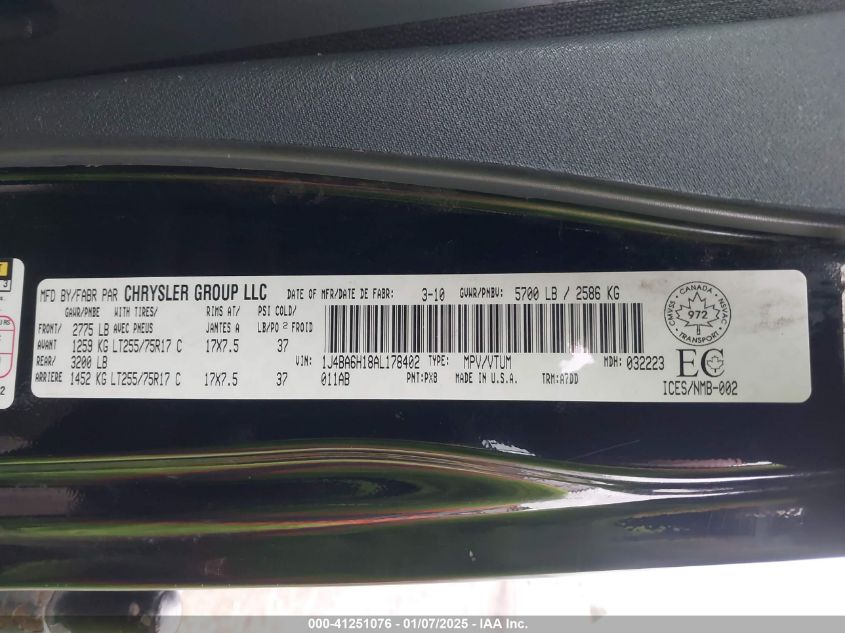 MFD BY/FABR PAR CHRYSLER GROUP LLC DATE OF MFR/DATE DE FABR: 3-10 GVWR/PNBV: 5700 LB / 2586 KG
GAWR/PNBE WITH TIRES/ RIMS AT/ PSI COLD/
FRONT/ 2775 LB AVEC PNEUS JANTES A LB/PO 2 FROID
AVANT 1259 KG LT255/75R17 C 17X7.5 37
REAR/ 3200 LB
ARRIERE 1452 KG LT255/75R17 C 17X7.5 37
VIN: 1J4BA6H18AL178402 TYPE: MPV/VTUM MDH: 032223
011AB PNT:PXB MADE IN U.S.A. TRM:A7DD
CMVSS CANADA NSVAC
972
TRANSPORT
EC
ICES/NMB-002
T
3
2
000-41251076 - 01/07/2025 - IAA Inc.